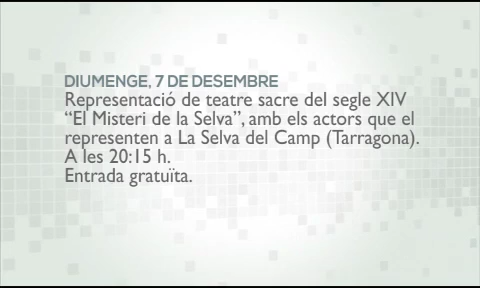 DIUMENGE, 7 DE DESEMBRE
Representació de teatre sacre del segle XIV
“El Misteri de la Selva”, amb els actors que el
representen a La Selva del Camp (Tarragona).
A les 20:15 h.
Entrada gratuïta.